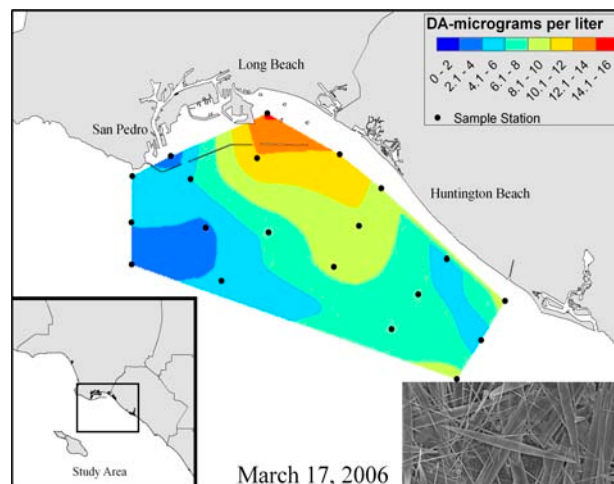 DA-micrograms per liter
0 - 2
2.1 - 4
4.1 - 6
6.1 - 8
8.1 - 10
10.1 - 12
12.1 - 14
14.1 - 16
Sample Station
Long Beach
San Pedro
Huntington Beach
Study Area
March 17, 2006